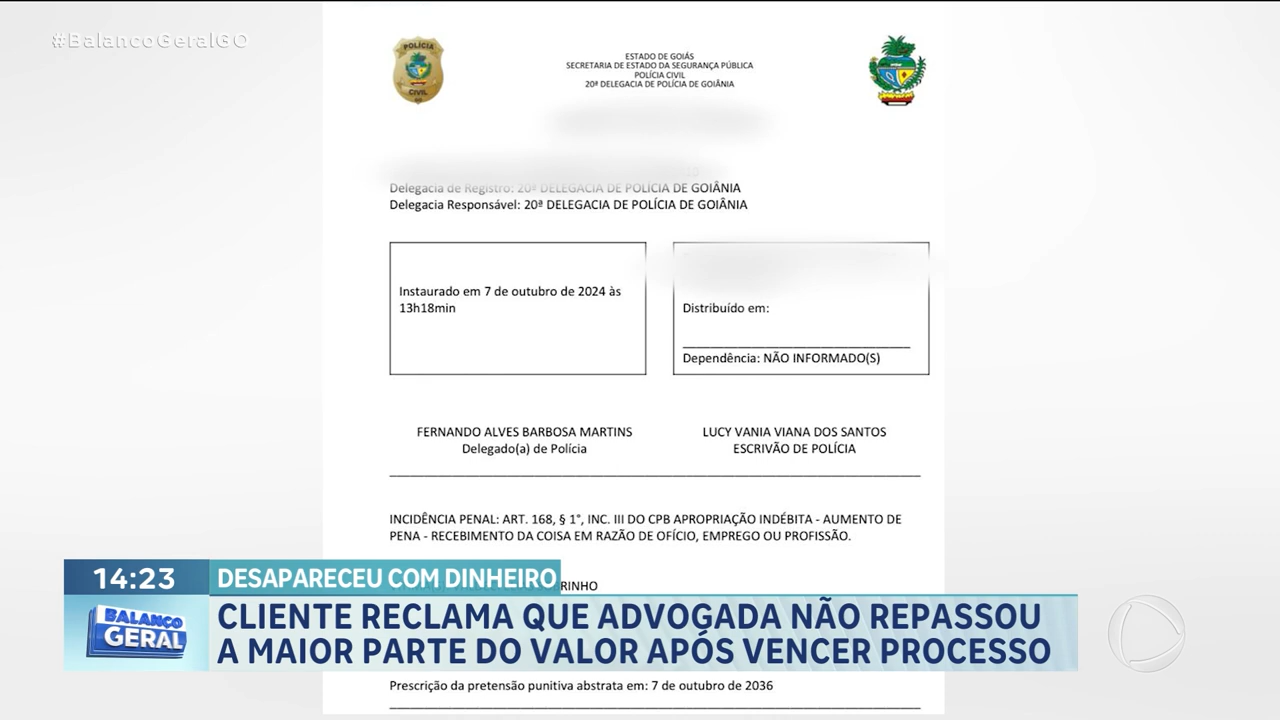 #BalancoGeralGO
POLÍCIA
CIVIL
GO
ESTADO DE GOIÁS
SECRETARIA DE ESTADO DA SEGURANÇA PÚBLICA
POLÍCIA CIVIL
20ª DELEGACIA DE POLÍCIA DE GOIÂNIA
Delegacia de Registro: 20ª DELEGACIA DE POLÍCIA DE GOIÂNIA
Delegacia Responsável: 20ª DELEGACIA DE POLÍCIA DE GOIÂNIA
Instaurado em 7 de outubro de 2024 às
13h18min
Distribuído em:
Dependência: NÃO INFORMADO(S)
FERNANDO ALVES BARBOSA MARTINS
Delegado(a) de Polícia
LUCY VANIA VIANA DOS SANTOS
ESCRIVÃO DE POLÍCIA
INCIDÊNCIA PENAL: ART. 168, § 1°, INC. III DO CPB APROPRIAÇÃO INDÉBITA - AUMENTO DE
PENA - RECEBIMENTO DA COISA EM RAZÃO DE OFÍCIO, EMPREGO OU PROFISSÃO.
14:23
DESAPARECEU COM DINHEIRO
BALANÇO
GERAL
CLIENTE RECLAMA QUE ADVOGADA NÃO REPASSOU
A MAIOR PARTE DO VALOR APÓS VENCER PROCESSO
Prescrição da pretensão punitiva abstrata em: 7 de outubro de 2036